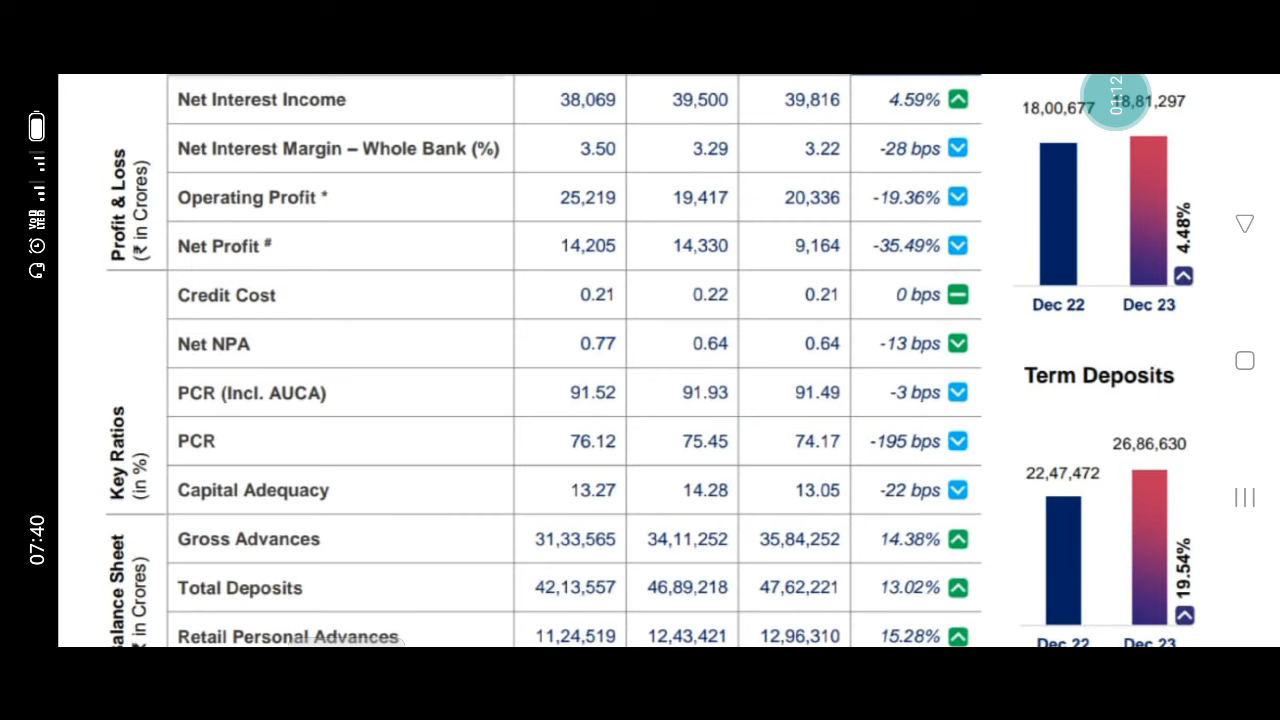 Profit & Loss
(₹ in Crores)
Net Interest Income 38,069 39,500 39,816 4.59%
Net Interest Margin – Whole Bank (%) 3.50 3.29 3.22 -28 bps
Operating Profit * 25,219 19,417 20,336 -19.36%
Net Profit # 14,205 14,330 9,164 -35.49%
Key Ratios
(in %)
Credit Cost 0.21 0.22 0.21 0 bps
Net NPA 0.77 0.64 0.64 -13 bps
PCR (Incl. AUCA) 91.52 91.93 91.49 -3 bps
PCR 76.12 75.45 74.17 -195 bps
Capital Adequacy 13.27 14.28 13.05 -22 bps
Balance Sheet
₹ in Crores)
Gross Advances 31,33,565 34,11,252 35,84,252 14.38%
Total Deposits 42,13,557 46,89,218 47,62,221 13.02%
Retail Personal Advances 11,24,519 12,43,421 12,96,310 15.28%
18,00,677 18,81,297
01:12
4.48%
Dec 22 Dec 23
Term Deposits
26,86,630
22,47,472
19.54%
Dec 22 Dec 23
07:40